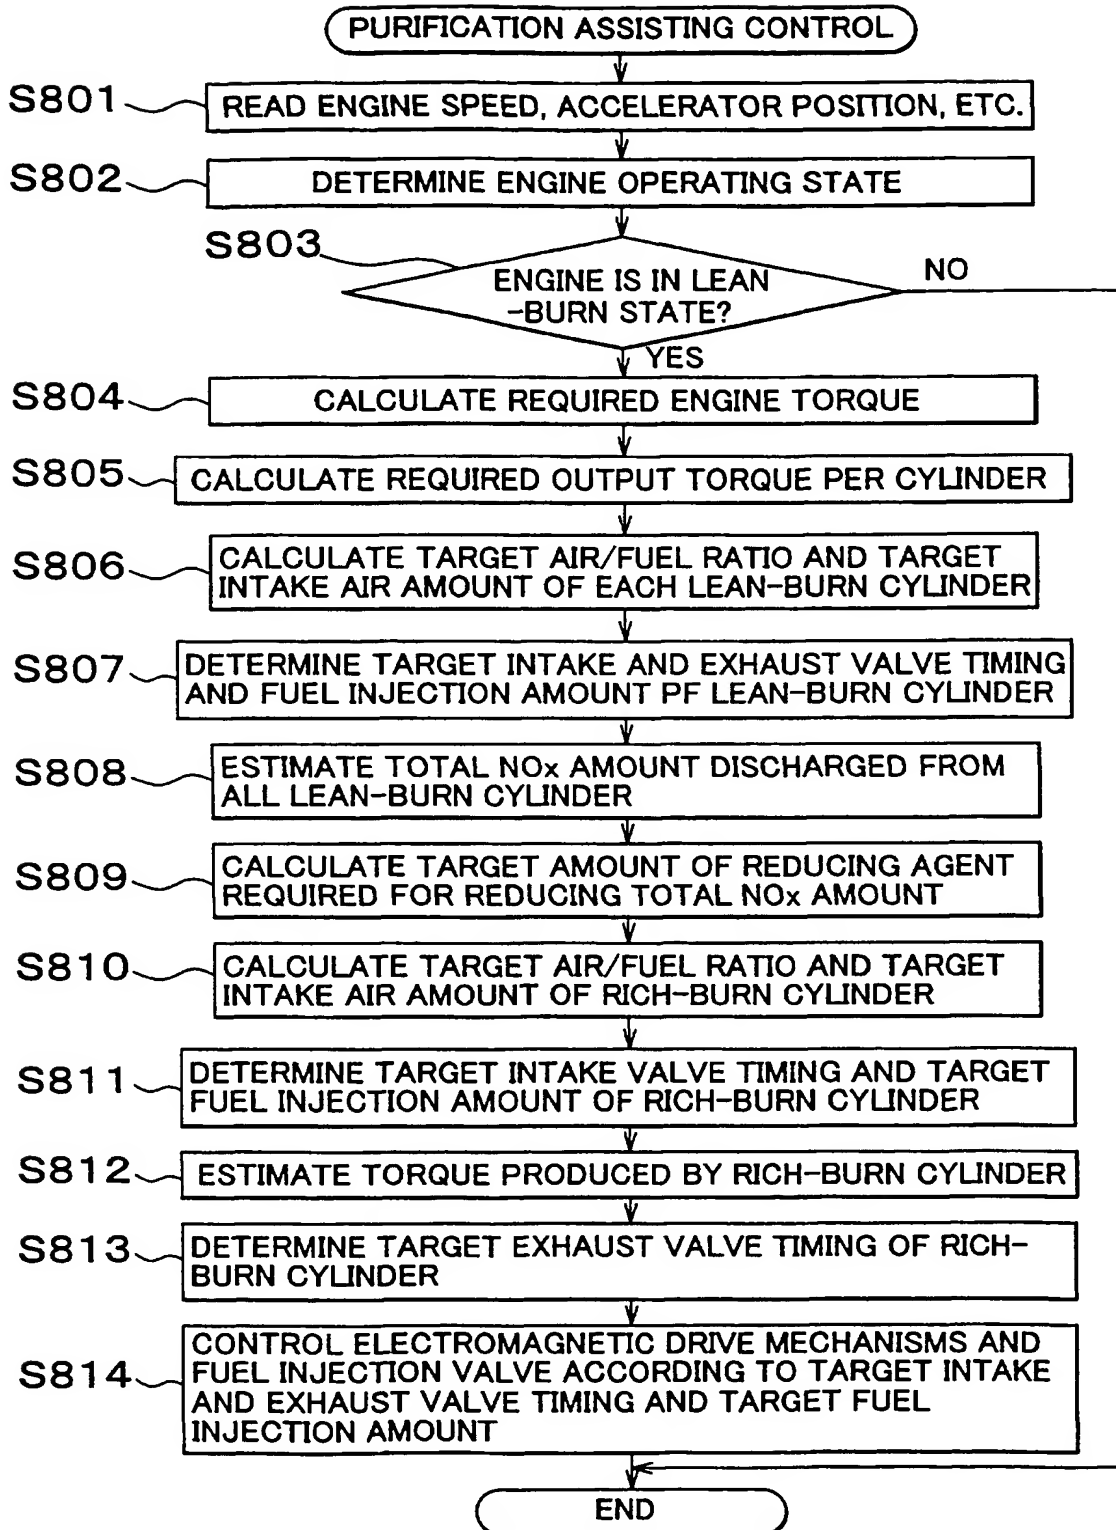 PURIFICATION ASSISTING CONTROL
S801
READ ENGINE SPEED, ACCELERATOR POSITION, ETC.
S802
DETERMINE ENGINE OPERATING STATE
S803
ENGINE IS IN LEAN
-BURN STATE?
NO
YES
S804
CALCULATE REQUIRED ENGINE TORQUE
S805
CALCULATE REQUIRED OUTPUT TORQUE PER CYLINDER
S806
CALCULATE TARGET AIR/FUEL RATIO AND TARGET
INTAKE AIR AMOUNT OF EACH LEAN-BURN CYLINDER
S807
DETERMINE TARGET INTAKE AND EXHAUST VALVE TIMING
AND FUEL INJECTION AMOUNT PF LEAN-BURN CYLINDER
S808
ESTIMATE TOTAL NOx AMOUNT DISCHARGED FROM
ALL LEAN-BURN CYLINDER
S809
CALCULATE TARGET AMOUNT OF REDUCING AGENT
REQUIRED FOR REDUCING TOTAL NOx AMOUNT
S810
CALCULATE TARGET AIR/FUEL RATIO AND TARGET
INTAKE AIR AMOUNT OF RICH-BURN CYLINDER
S811
DETERMINE TARGET INTAKE VALVE TIMING AND TARGET
FUEL INJECTION AMOUNT OF RICH-BURN CYLINDER
S812
ESTIMATE TORQUE PRODUCED BY RICH-BURN CYLINDER
S813
DETERMINE TARGET EXHAUST VALVE TIMING OF RICH-
BURN CYLINDER
S814
CONTROL ELECTROMAGNETIC DRIVE MECHANISMS AND
FUEL INJECTION VALVE ACCORDING TO TARGET INTAKE
AND EXHAUST VALVE TIMING AND TARGET FUEL
INJECTION AMOUNT
END